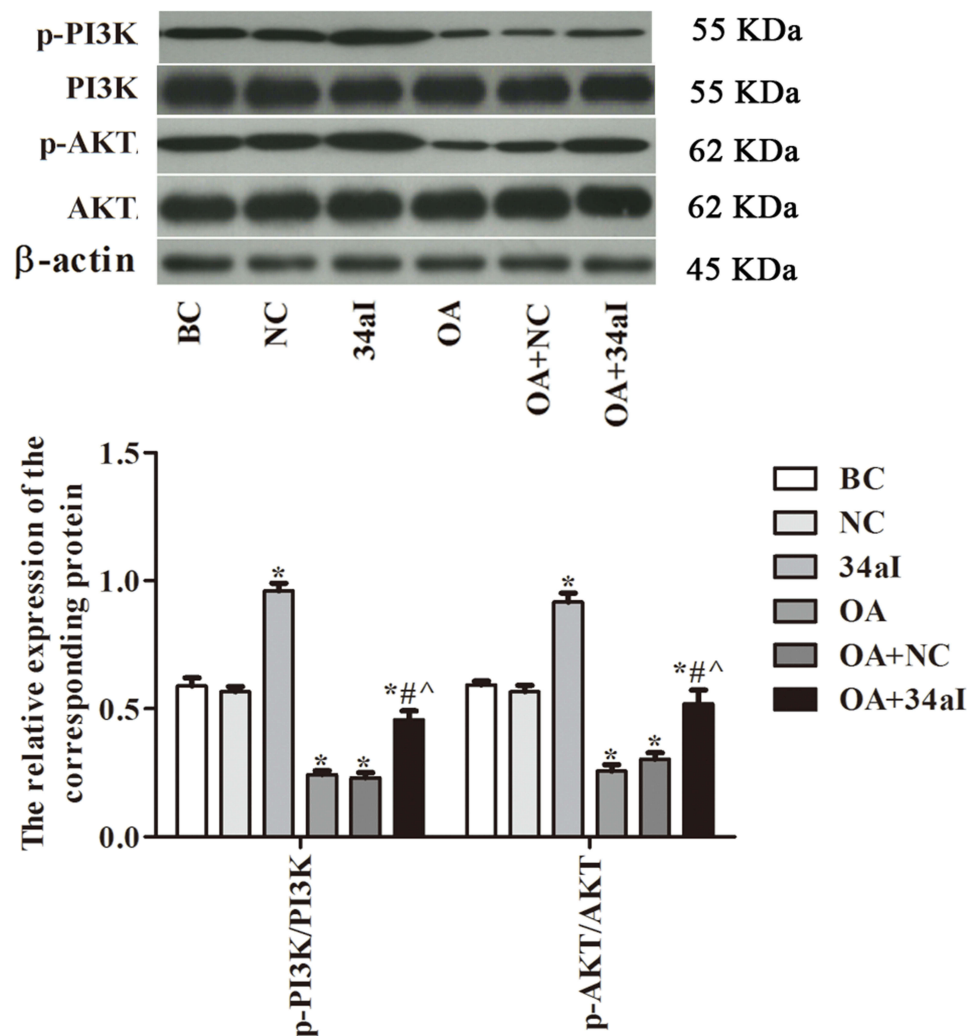 p-PI3K 55 KDa
PI3K 55 KDa
p-AKT 62 KDa
AKT 62 KDa
β-actin 45 KDa
BC NC 34aI OA OA+NC OA+34aI
The relative expression of the
corresponding protein
1.5
1.0
0.5
0.0
* * * *#^
* * * *#^
p-PI3K/PI3K
p-AKT/AKT
BC
NC
34aI
OA
OA+NC
OA+34aI